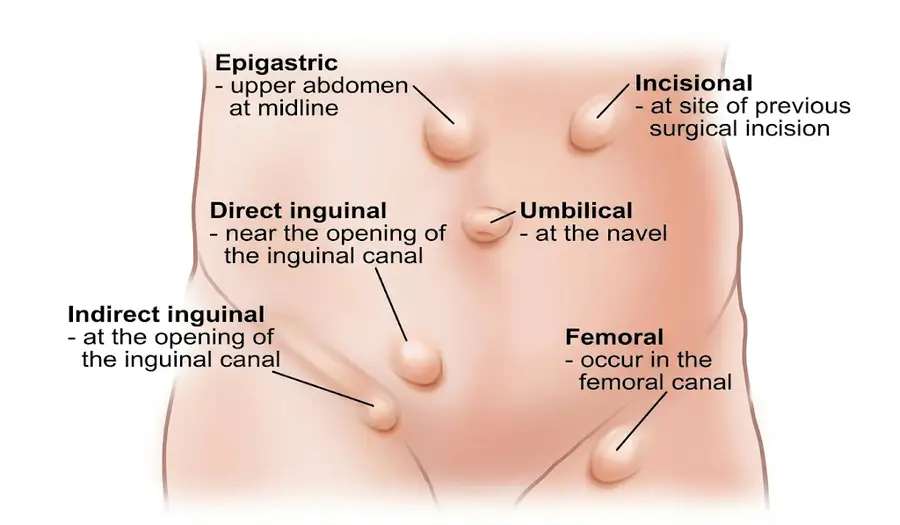 Epigastric
- upper abdomen
at midline
Incisional
- at site of previous
surgical incision
Direct inguinal
- near the opening of
the inguinal canal
Umbilical
- at the navel
Indirect inguinal
- at the opening of
the inguinal canal
Femoral
- occur in the
femoral canal